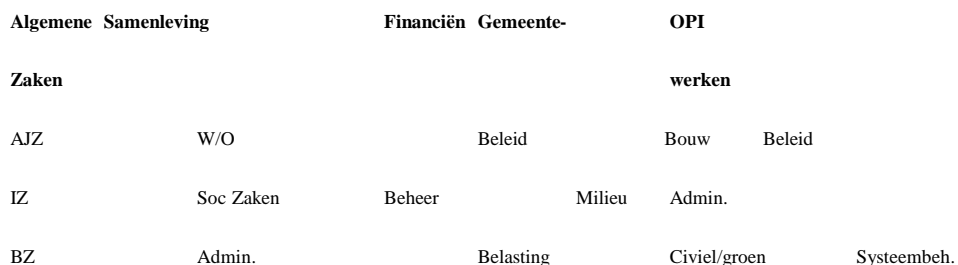 Algemene Samenleving Financiën Gemeente- OPI
Zaken werken
AJZ W/O Beleid Bouw Beleid
IZ Soc Zaken Beheer Milieu Admin.
BZ Admin. Belasting Civiel/groen Systeembeh.